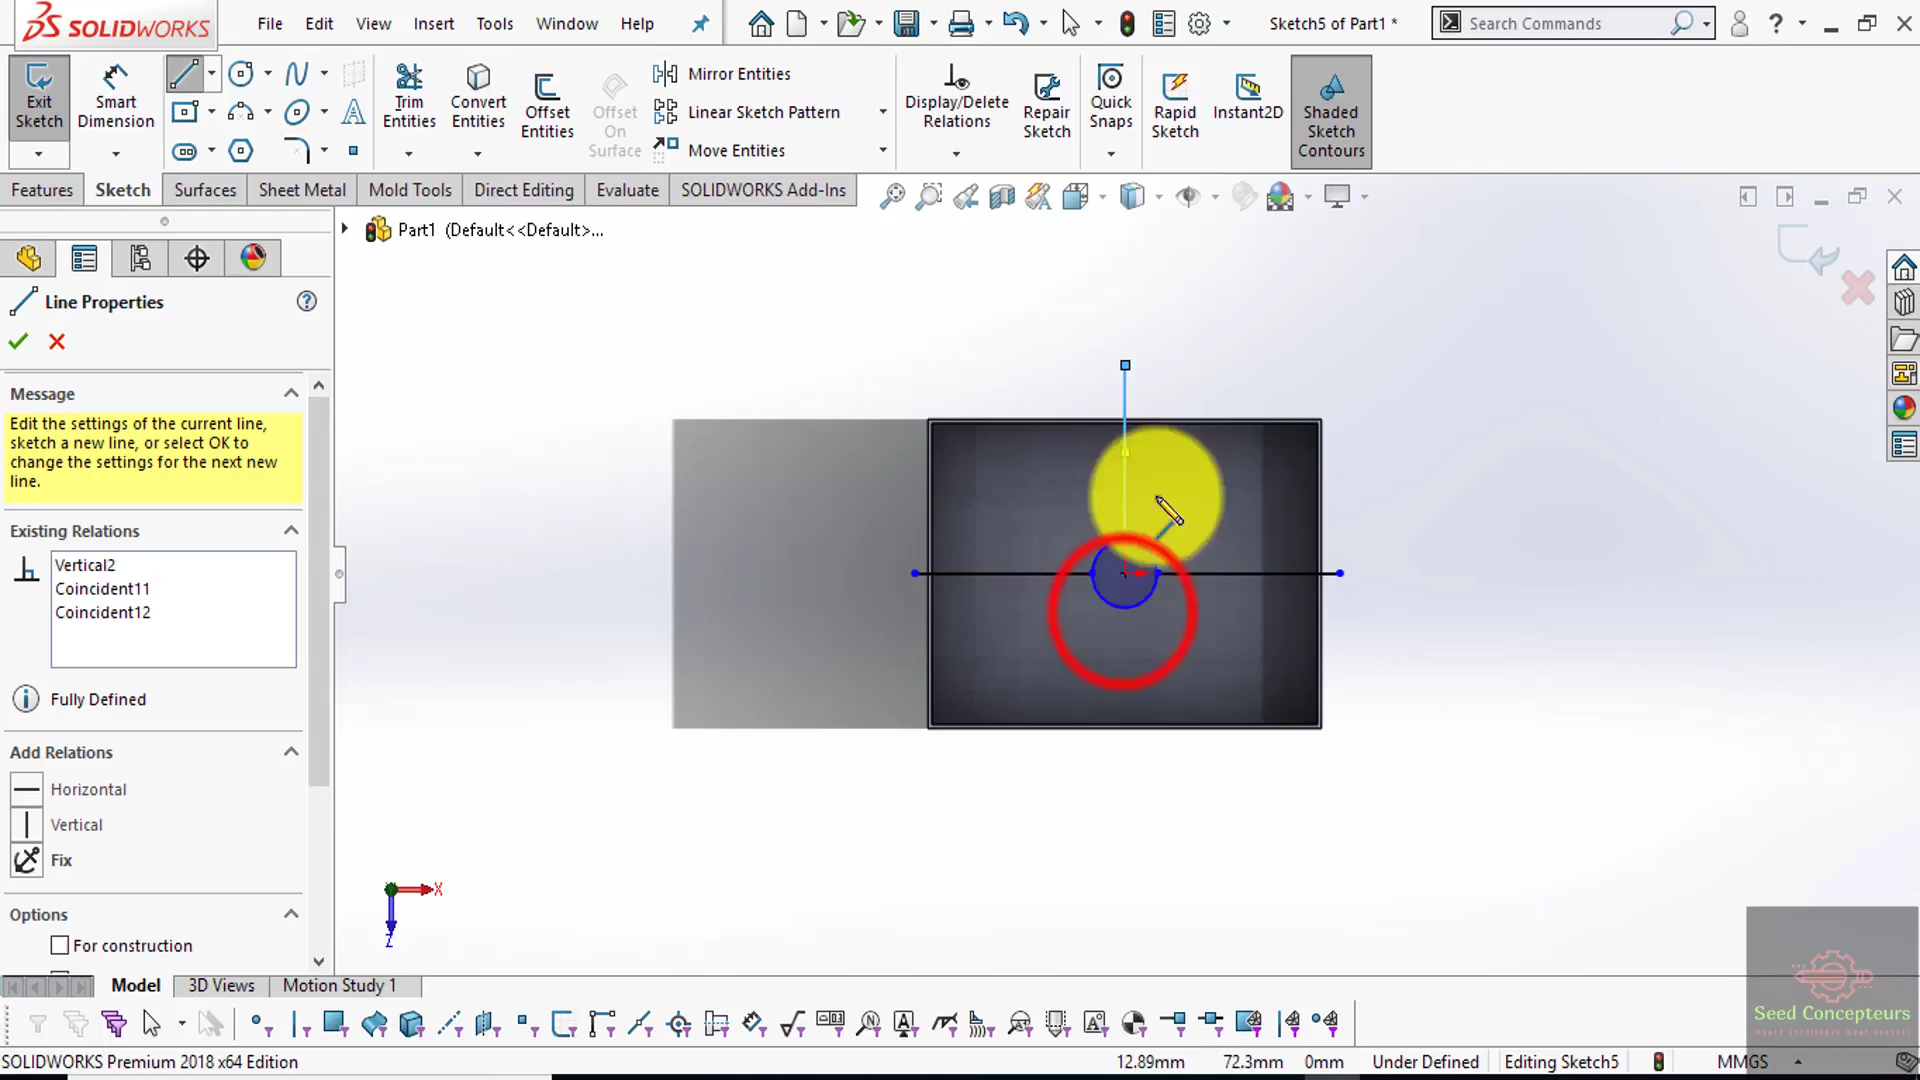 SOLIDWORKS File Edit View Insert Tools Window Help Sketch5 of Part1 * Search Commands ?
Exit Sketch
Smart Dimension
Trim Entities
Convert Entities
Offset Entities
Offset On Surface
Mirror Entities
Linear Sketch Pattern
Move Entities
Display/Delete Relations
Repair Sketch
Quick Snaps
Rapid Sketch
Instant2D
Shaded Sketch Contours
Features Sketch Surfaces Sheet Metal Mold Tools Direct Editing Evaluate SOLIDWORKS Add-Ins
Part1 (Default<<Default>...
Line Properties
Message
Edit the settings of the current line,
sketch a new line, or select OK to
change the settings for the next new
line.
Existing Relations
Vertical2
Coincident11
Coincident12
Fully Defined
Add Relations
Horizontal
Vertical
Fix
Options
For construction
X
Z
Model 3D Views Motion Study 1
Seed Concepteurs
SOLIDWORKS Premium 2018 x64 Edition 12.89mm 72.3mm 0mm Under Defined Editing Sketch5 MMGS